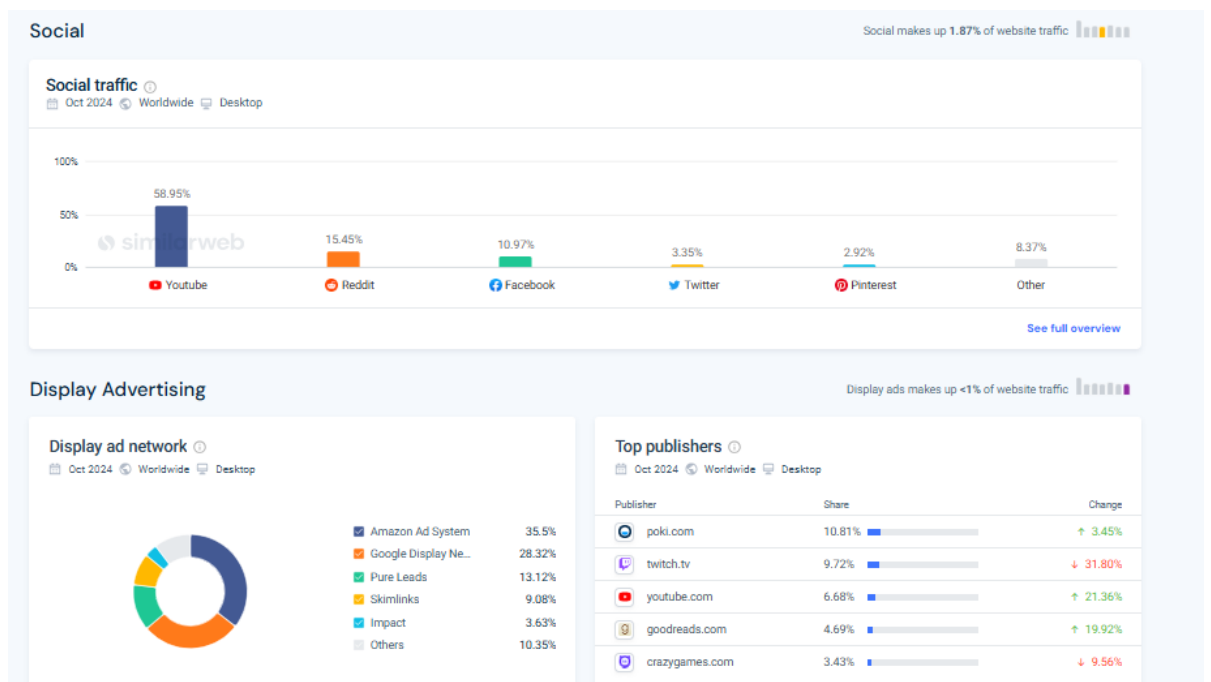 Social
Social makes up 1.87% of website traffic
Social traffic
Oct 2024 Worldwide Desktop
100%
58.95%
50%
similarweb
15.45%
10.97%
3.35%
2.92%
8.37%
0%
Youtube Reddit Facebook Twitter Pinterest Other
See full overview
Display Advertising
Display ads makes up <1% of website traffic
Display ad network
Oct 2024 Worldwide Desktop
Amazon Ad System 35.5%
Google Display Ne... 28.32%
Pure Leads 13.12%
Skimlinks 9.08%
Impact 3.63%
Others 10.35%
Top publishers
Oct 2024 Worldwide Desktop
Publisher Share Change
poki.com 10.81% ↑ 3.45%
twitch.tv 9.72% ↓ 31.80%
youtube.com 6.68% ↑ 21.36%
goodreads.com 4.69% ↑ 19.92%
crazygames.com 3.43% ↓ 9.56%